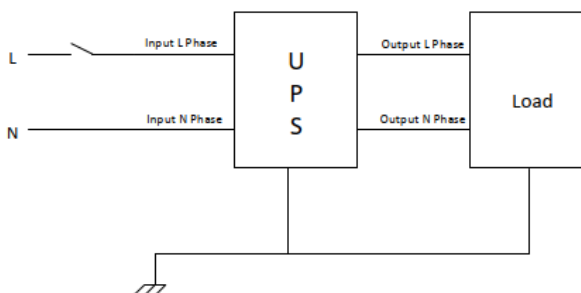 L
Input L Phase
Output L Phase
U
P
S
Load
N
Input N Phase
Output N Phase